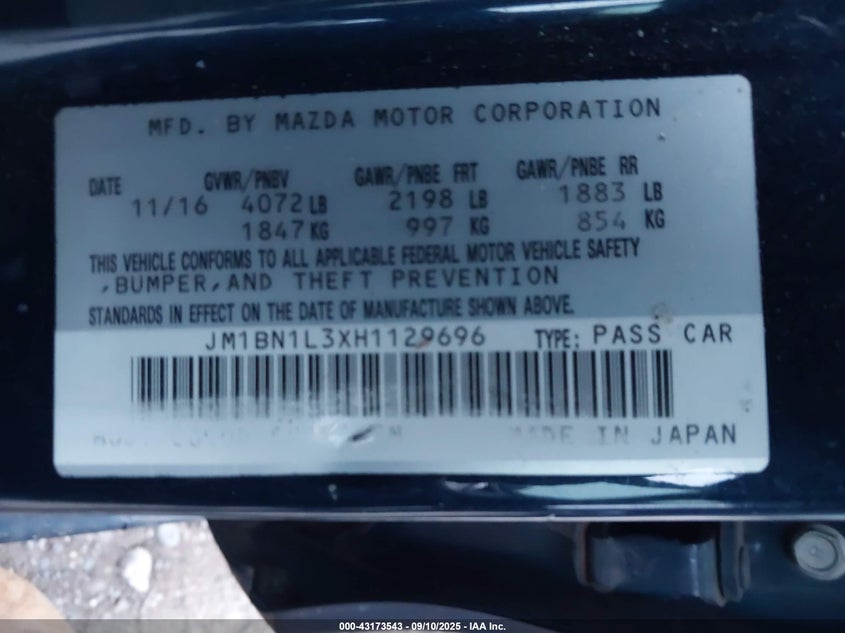 MFD. BY MAZDA MOTOR CORPORATION
DATE GVWR/PNBV GAWR/PNBE FRT GAWR/PNBE RR
11/16 4072 LB 2198 LB 1883 LB
1847 KG 997 KG 854 KG
THIS VEHICLE CONFORMS TO ALL APPLICABLE FEDERAL MOTOR VEHICLE SAFETY
,BUMPER,AND THEFT PREVENTION
STANDARDS IN EFFECT ON THE DATE OF MANUFACTURE SHOWN ABOVE.
JM1BN1L3XH1129696 TYPE: PASS CAR
MADE IN JAPAN
000-43173543 - 09/10/2025 - IAA Inc.